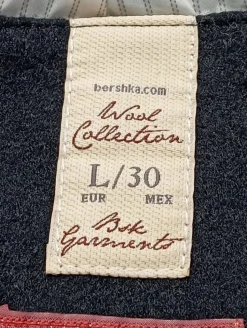 bershka.com
Wool
Collection
L/30
EUR MEX
Bsk
Garments